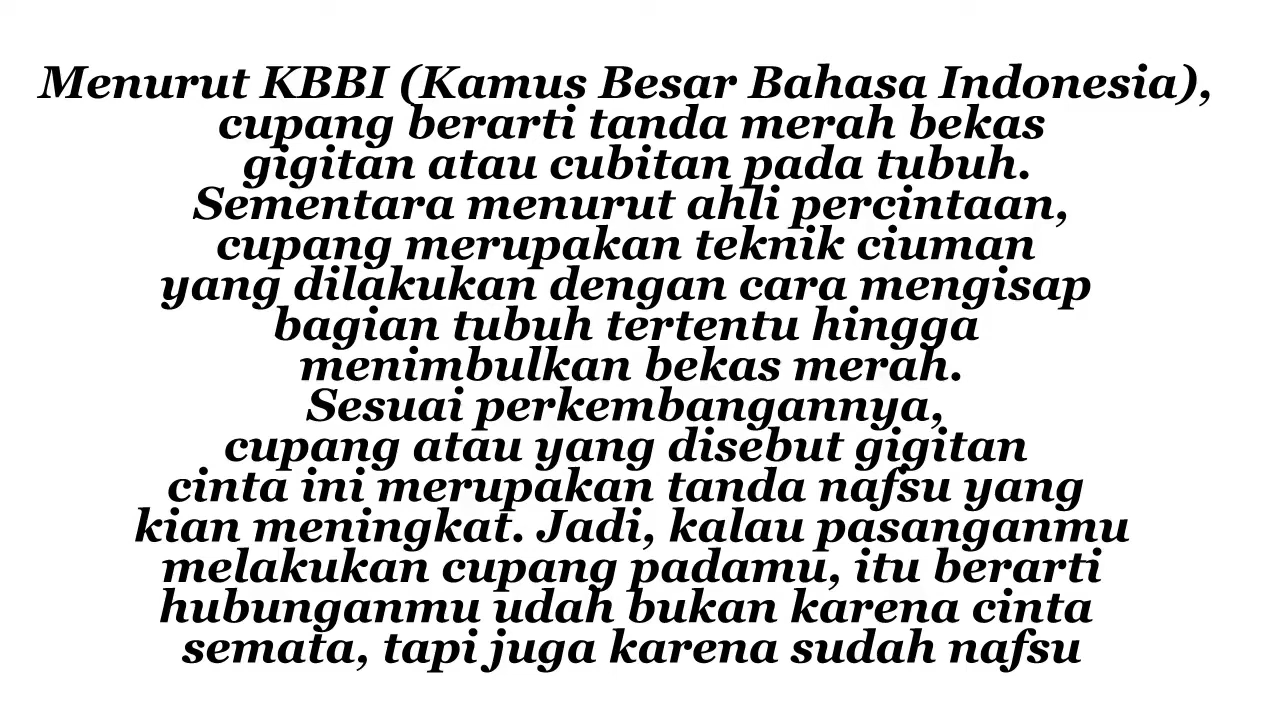 Menurut KBBI (Kamus Besar Bahasa Indonesia),
cupang berarti tanda merah bekas
gigitan atau cubitan pada tubuh.
Sementara menurut ahli percintaan,
cupang merupakan teknik ciuman
yang dilakukan dengan cara mengisap
bagian tubuh tertentu hingga
menimbulkan bekas merah.
Sesuai perkembangannya,
cupang atau yang disebut gigitan
cinta ini merupakan tanda nafsu yang
kian meningkat. Jadi, kalau pasanganmu
melakukan cupang padamu, itu berarti
hubunganmu udah bukan karena cinta
semata, tapi juga karena sudah nafsu